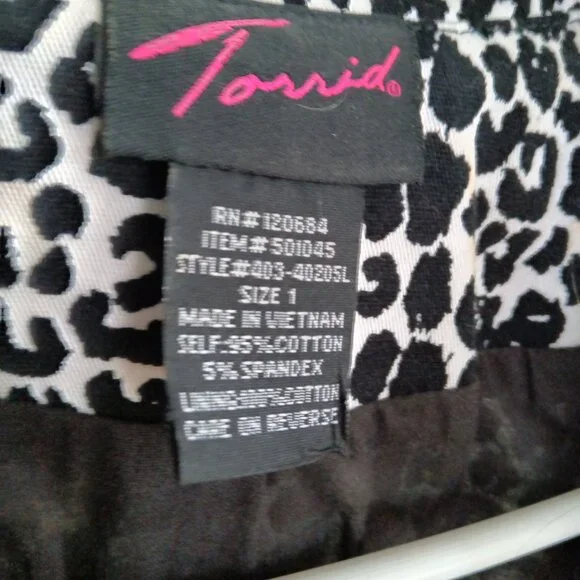 Torrid®
RN# 120684
ITEM# 501045
STYLE#403-40205L
SIZE 1
MADE IN VIETNAM
SELF:95%COTTON
5% SPANDEX
LINING:100%COTTON
CARE ON REVERSE